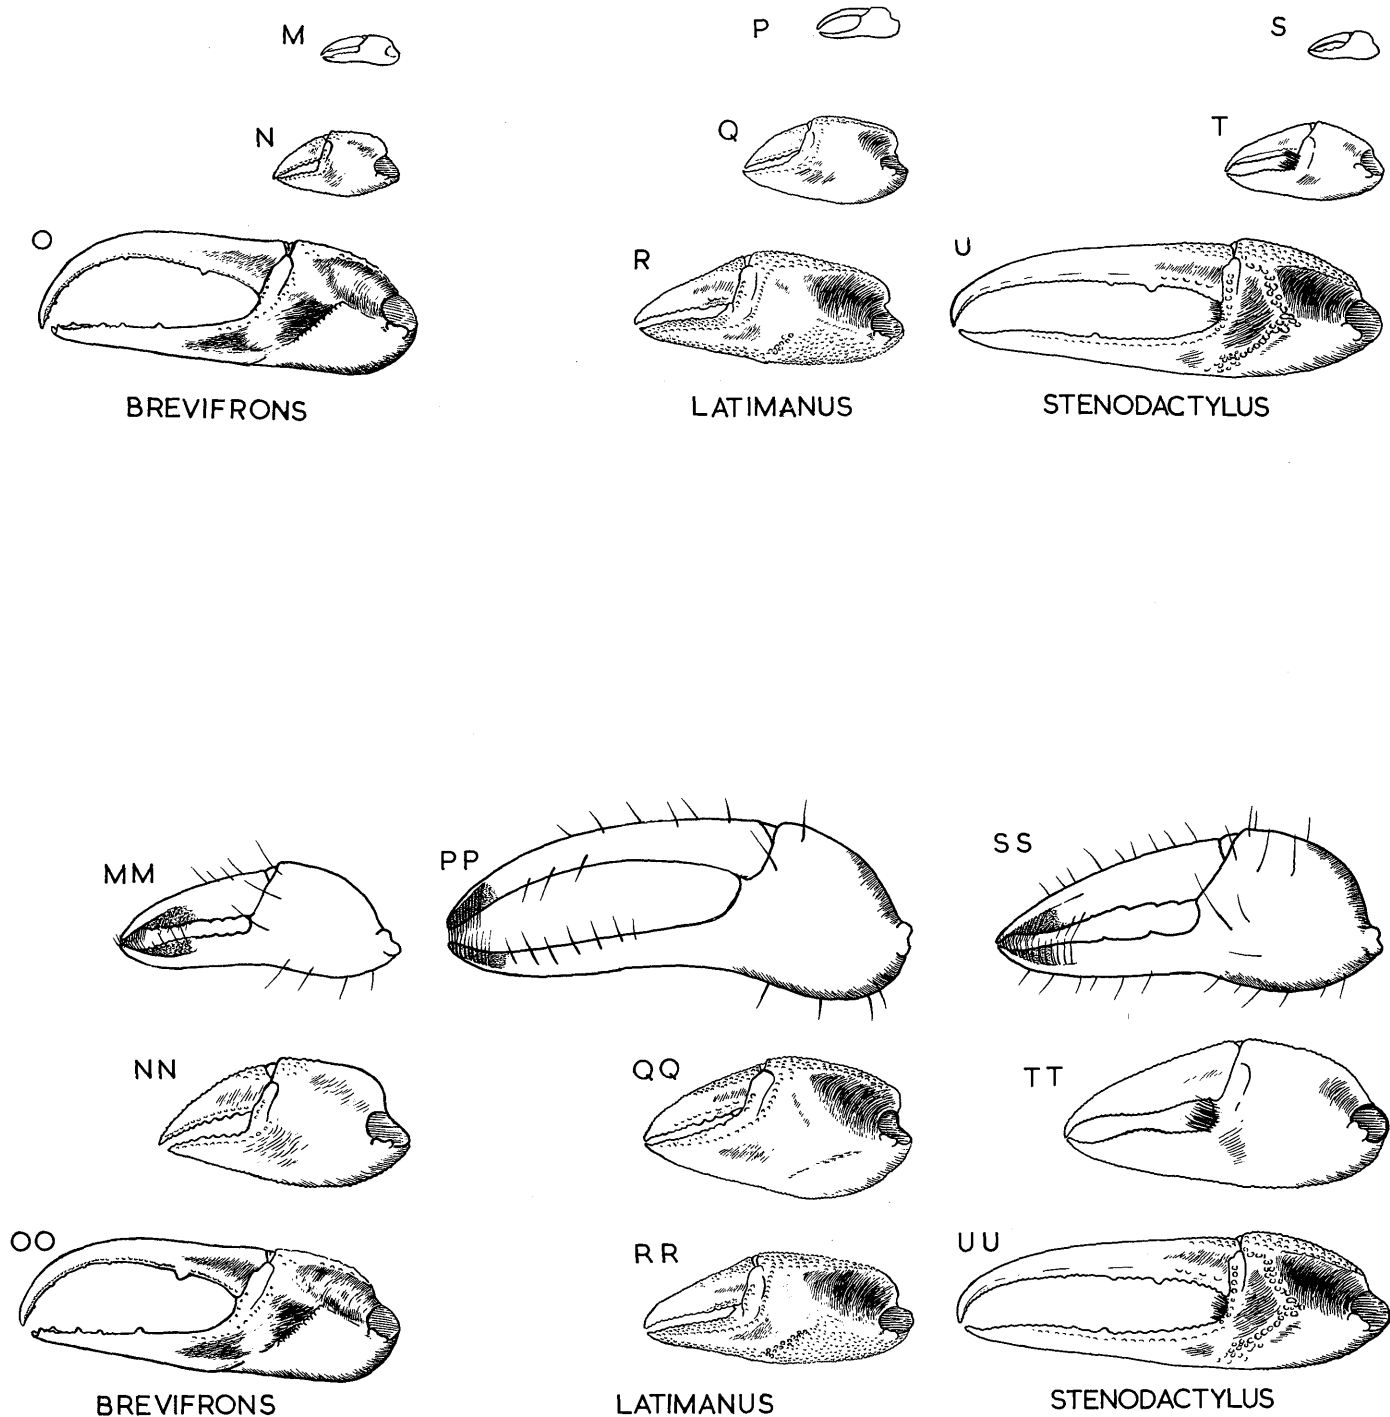 M P S
N Q T
O R U
BREVIFRONS LATIMANUS STENODACTYLUS
MM PP SS
NN QQ TT
OO RR UU
BREVIFRONS LATIMANUS STENODACTYLUS